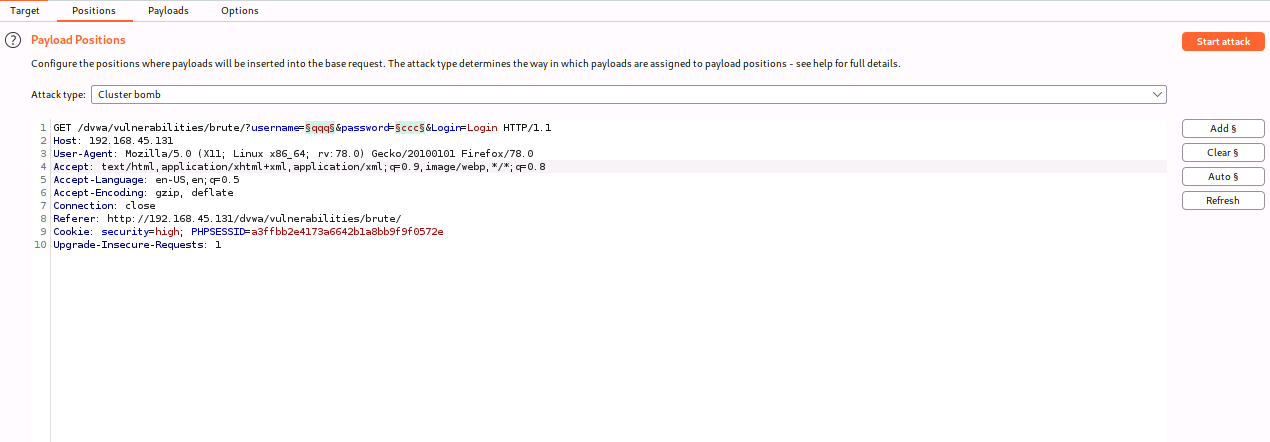 Target Positions Payloads Options
? Payload Positions Start attack
Configure the positions where payloads will be inserted into the base request. The attack type determines the way in which payloads are assigned to payload positions - see help for full details.
Attack type: Cluster bomb
1 GET /dvwa/vulnerabilities/brute/?username=§qqq§&password=§ccc§&Login=Login HTTP/1.1
2 Host: 192.168.45.131
3 User-Agent: Mozilla/5.0 (X11; Linux x86_64; rv:78.0) Gecko/20100101 Firefox/78.0
4 Accept: text/html,application/xhtml+xml,application/xml;q=0.9,image/webp,*/*;q=0.8
5 Accept-Language: en-US,en;q=0.5
6 Accept-Encoding: gzip, deflate
7 Connection: close
8 Referer: http://192.168.45.131/dvwa/vulnerabilities/brute/
9 Cookie: security=high; PHPSESSID=a3ffbb2e4173a6642b1a8bb9f9f0572e
10 Upgrade-Insecure-Requests: 1
Add §
Clear §
Auto §
Refresh